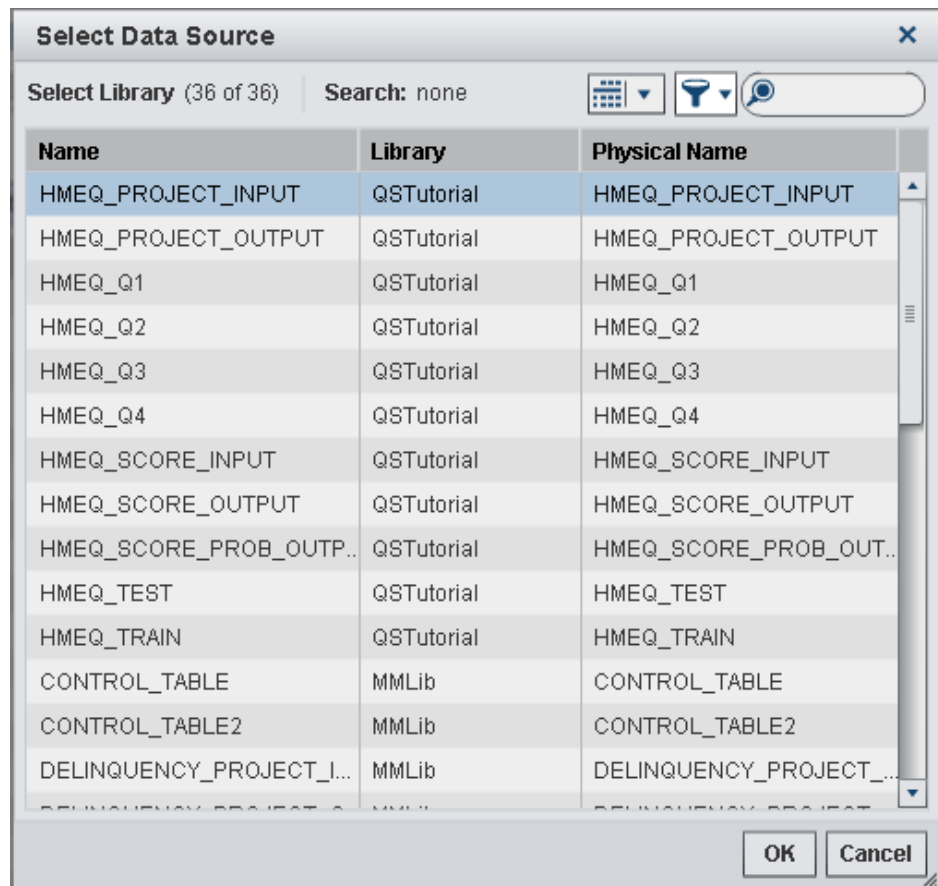 Select Data Source
Select Library (36 of 36) Search: none
Name Library Physical Name
HMEQ_PROJECT_INPUT QSTutorial HMEQ_PROJECT_INPUT
HMEQ_PROJECT_OUTPUT QSTutorial HMEQ_PROJECT_OUTPUT
HMEQ_Q1 QSTutorial HMEQ_Q1
HMEQ_Q2 QSTutorial HMEQ_Q2
HMEQ_Q3 QSTutorial HMEQ_Q3
HMEQ_Q4 QSTutorial HMEQ_Q4
HMEQ_SCORE_INPUT QSTutorial HMEQ_SCORE_INPUT
HMEQ_SCORE_OUTPUT QSTutorial HMEQ_SCORE_OUTPUT
HMEQ_SCORE_PROB_OUTP... QSTutorial HMEQ_SCORE_PROB_OUT...
HMEQ_TEST QSTutorial HMEQ_TEST
HMEQ_TRAIN QSTutorial HMEQ_TRAIN
CONTROL_TABLE MMLib CONTROL_TABLE
CONTROL_TABLE2 MMLib CONTROL_TABLE2
DELINQUENCY_PROJECT_I... MMLib DELINQUENCY_PROJECT_...
OK Cancel